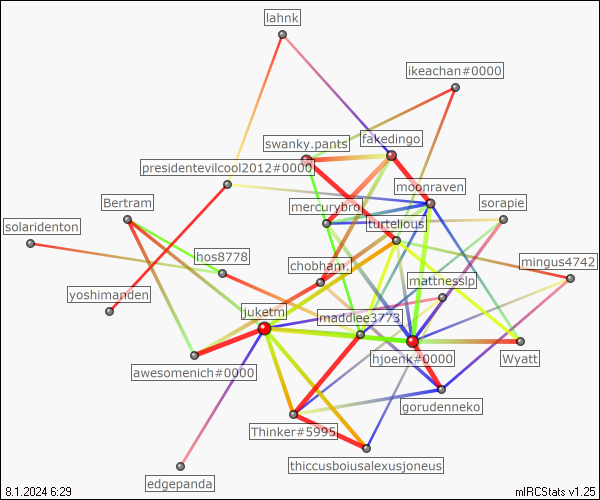 lahnk
ikeachan#0000
fakedingo
swanky.pants
presidentevilcool2012#0000
moonraven
Bertram
mercurybro
sorapie
solaridenton
turtelious
hos8778
chobham.
mingus4742
mattnesslp
yoshimanden
juketm
maddiee3773
hjoenk#0000
Wyatt
awesomenich#0000
gorudenneko
Thinker#5995
thiccusboiusalexusjoneus
edgepanda
8.1.2024 6:29
mIRCStats v1.25